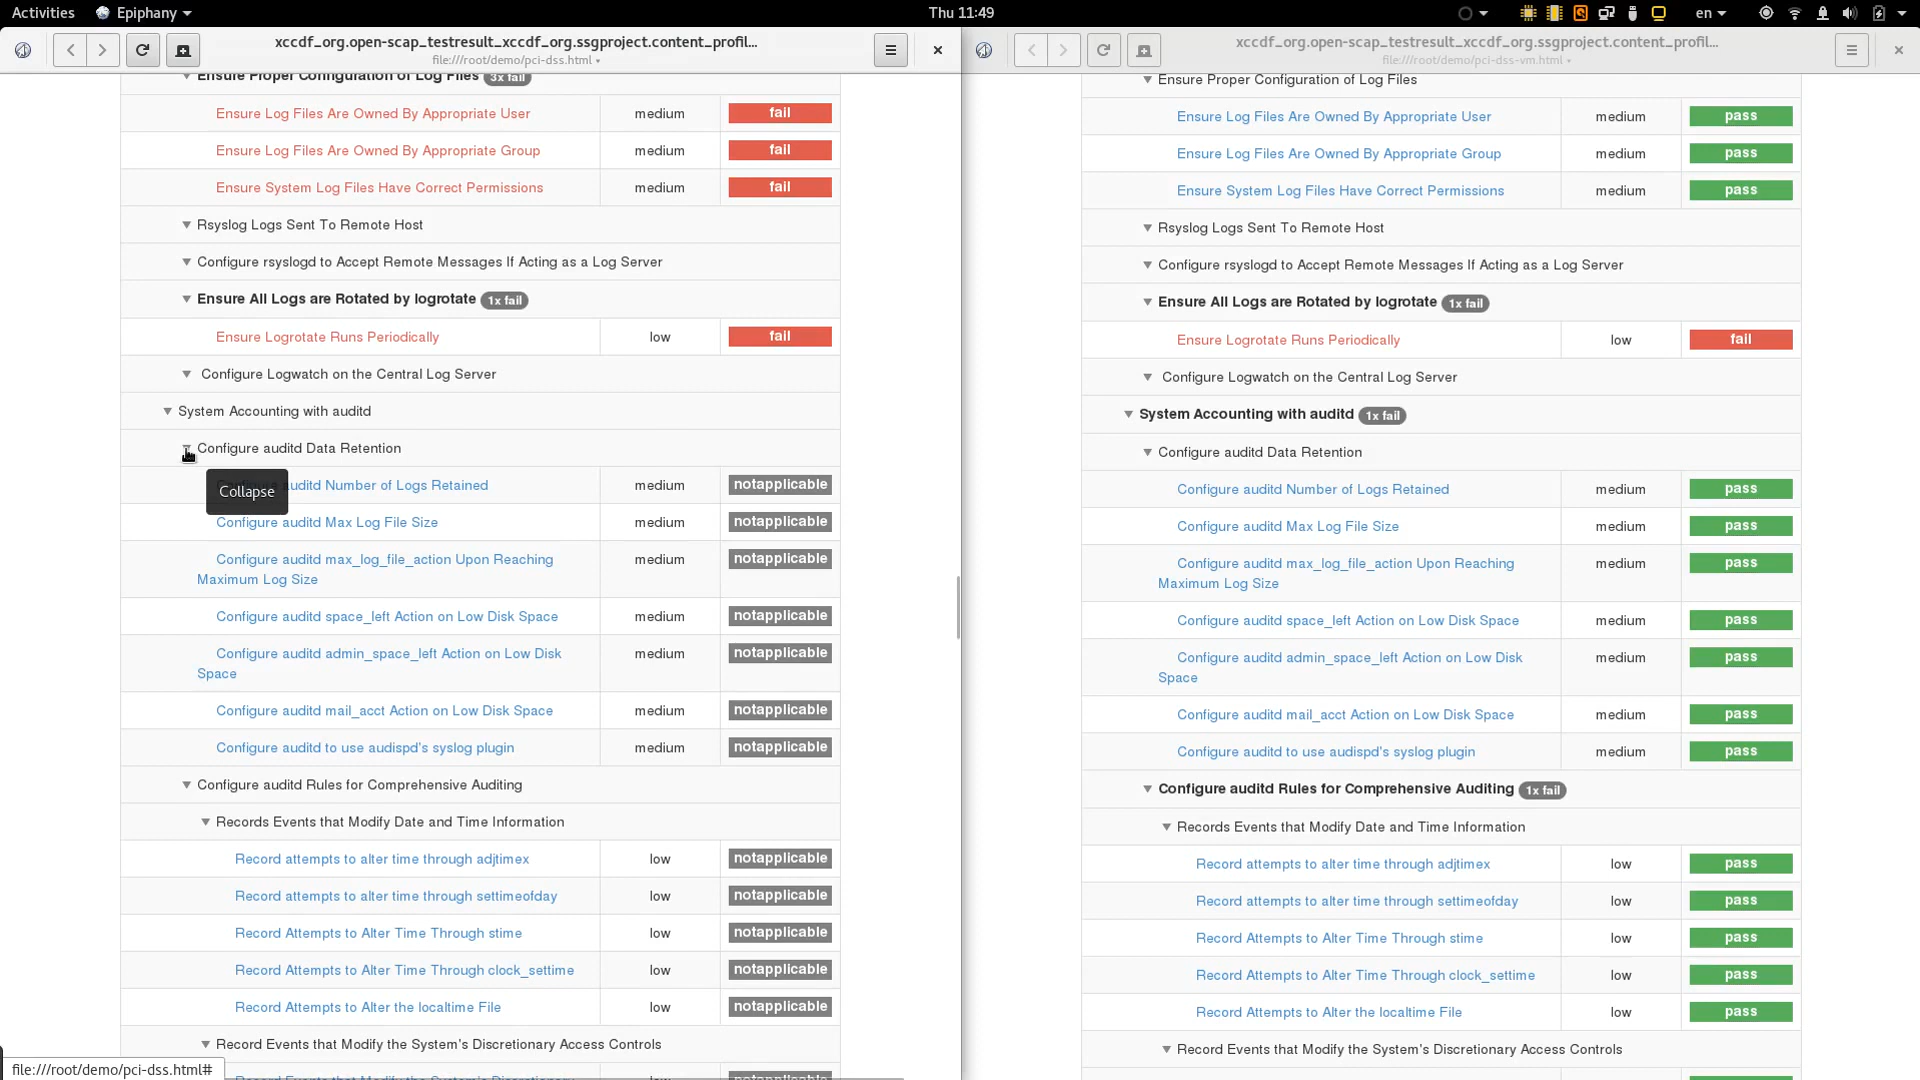 Activities Epiphany Thu 11:49 en
xccdf_org.open-scap_testresult_xccdf_org.ssgproject.content_profil...
file:///root/demo/pci-dss.html
Ensure Proper Configuration of Log Files 3x fail
Ensure Log Files Are Owned By Appropriate User medium fail
Ensure Log Files Are Owned By Appropriate Group medium fail
Ensure System Log Files Have Correct Permissions medium fail
Rsyslog Logs Sent To Remote Host
Configure rsyslogd to Accept Remote Messages If Acting as a Log Server
Ensure All Logs are Rotated by logrotate 1x fail
Ensure Logrotate Runs Periodically low fail
Configure Logwatch on the Central Log Server
System Accounting with auditd
Configure auditd Data Retention
Collapse
auditd Number of Logs Retained medium notapplicable
Configure auditd Max Log File Size medium notapplicable
Configure auditd max_log_file_action Upon Reaching medium notapplicable
Maximum Log Size
Configure auditd space_left Action on Low Disk Space medium notapplicable
Configure auditd admin_space_left Action on Low Disk medium notapplicable
Space
Configure auditd mail_acct Action on Low Disk Space medium notapplicable
Configure auditd to use audispd's syslog plugin medium notapplicable
Configure auditd Rules for Comprehensive Auditing
Records Events that Modify Date and Time Information
Record attempts to alter time through adjtimex low notapplicable
Record attempts to alter time through settimeofday low notapplicable
Record Attempts to Alter Time Through stime low notapplicable
Record Attempts to Alter Time Through clock_settime low notapplicable
Record Attempts to Alter the localtime File low notapplicable
Record Events that Modify the System's Discretionary Access Controls
file:///root/demo/pci-dss.html#
xccdf_org.open-scap_testresult_xccdf_org.ssgproject.content_profil...
file:///root/demo/pci-dss-vm.html
Ensure Proper Configuration of Log Files
Ensure Log Files Are Owned By Appropriate User medium pass
Ensure Log Files Are Owned By Appropriate Group medium pass
Ensure System Log Files Have Correct Permissions medium pass
Rsyslog Logs Sent To Remote Host
Configure rsyslogd to Accept Remote Messages If Acting as a Log Server
Ensure All Logs are Rotated by logrotate 1x fail
Ensure Logrotate Runs Periodically low fail
Configure Logwatch on the Central Log Server
System Accounting with auditd 1x fail
Configure auditd Data Retention
Configure auditd Number of Logs Retained medium pass
Configure auditd Max Log File Size medium pass
Configure auditd max_log_file_action Upon Reaching medium pass
Maximum Log Size
Configure auditd space_left Action on Low Disk Space medium pass
Configure auditd admin_space_left Action on Low Disk medium pass
Space
Configure auditd mail_acct Action on Low Disk Space medium pass
Configure auditd to use audispd's syslog plugin medium pass
Configure auditd Rules for Comprehensive Auditing 1x fail
Records Events that Modify Date and Time Information
Record attempts to alter time through adjtimex low pass
Record attempts to alter time through settimeofday low pass
Record Attempts to Alter Time Through stime low pass
Record Attempts to Alter Time Through clock_settime low pass
Record Attempts to Alter the localtime File low pass
Record Events that Modify the System's Discretionary Access Controls